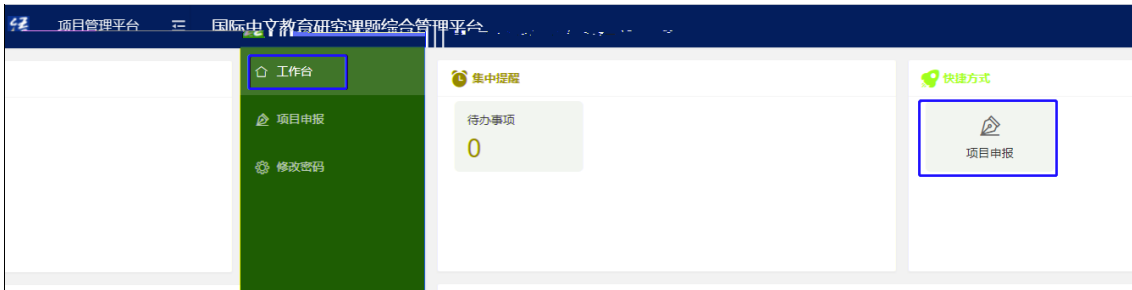 项目管理平台
国际中文教育研究课题综合管理平台
工作台
项目申报
修改密码
集中提醒
待办事项
0
快捷方式
项目申报